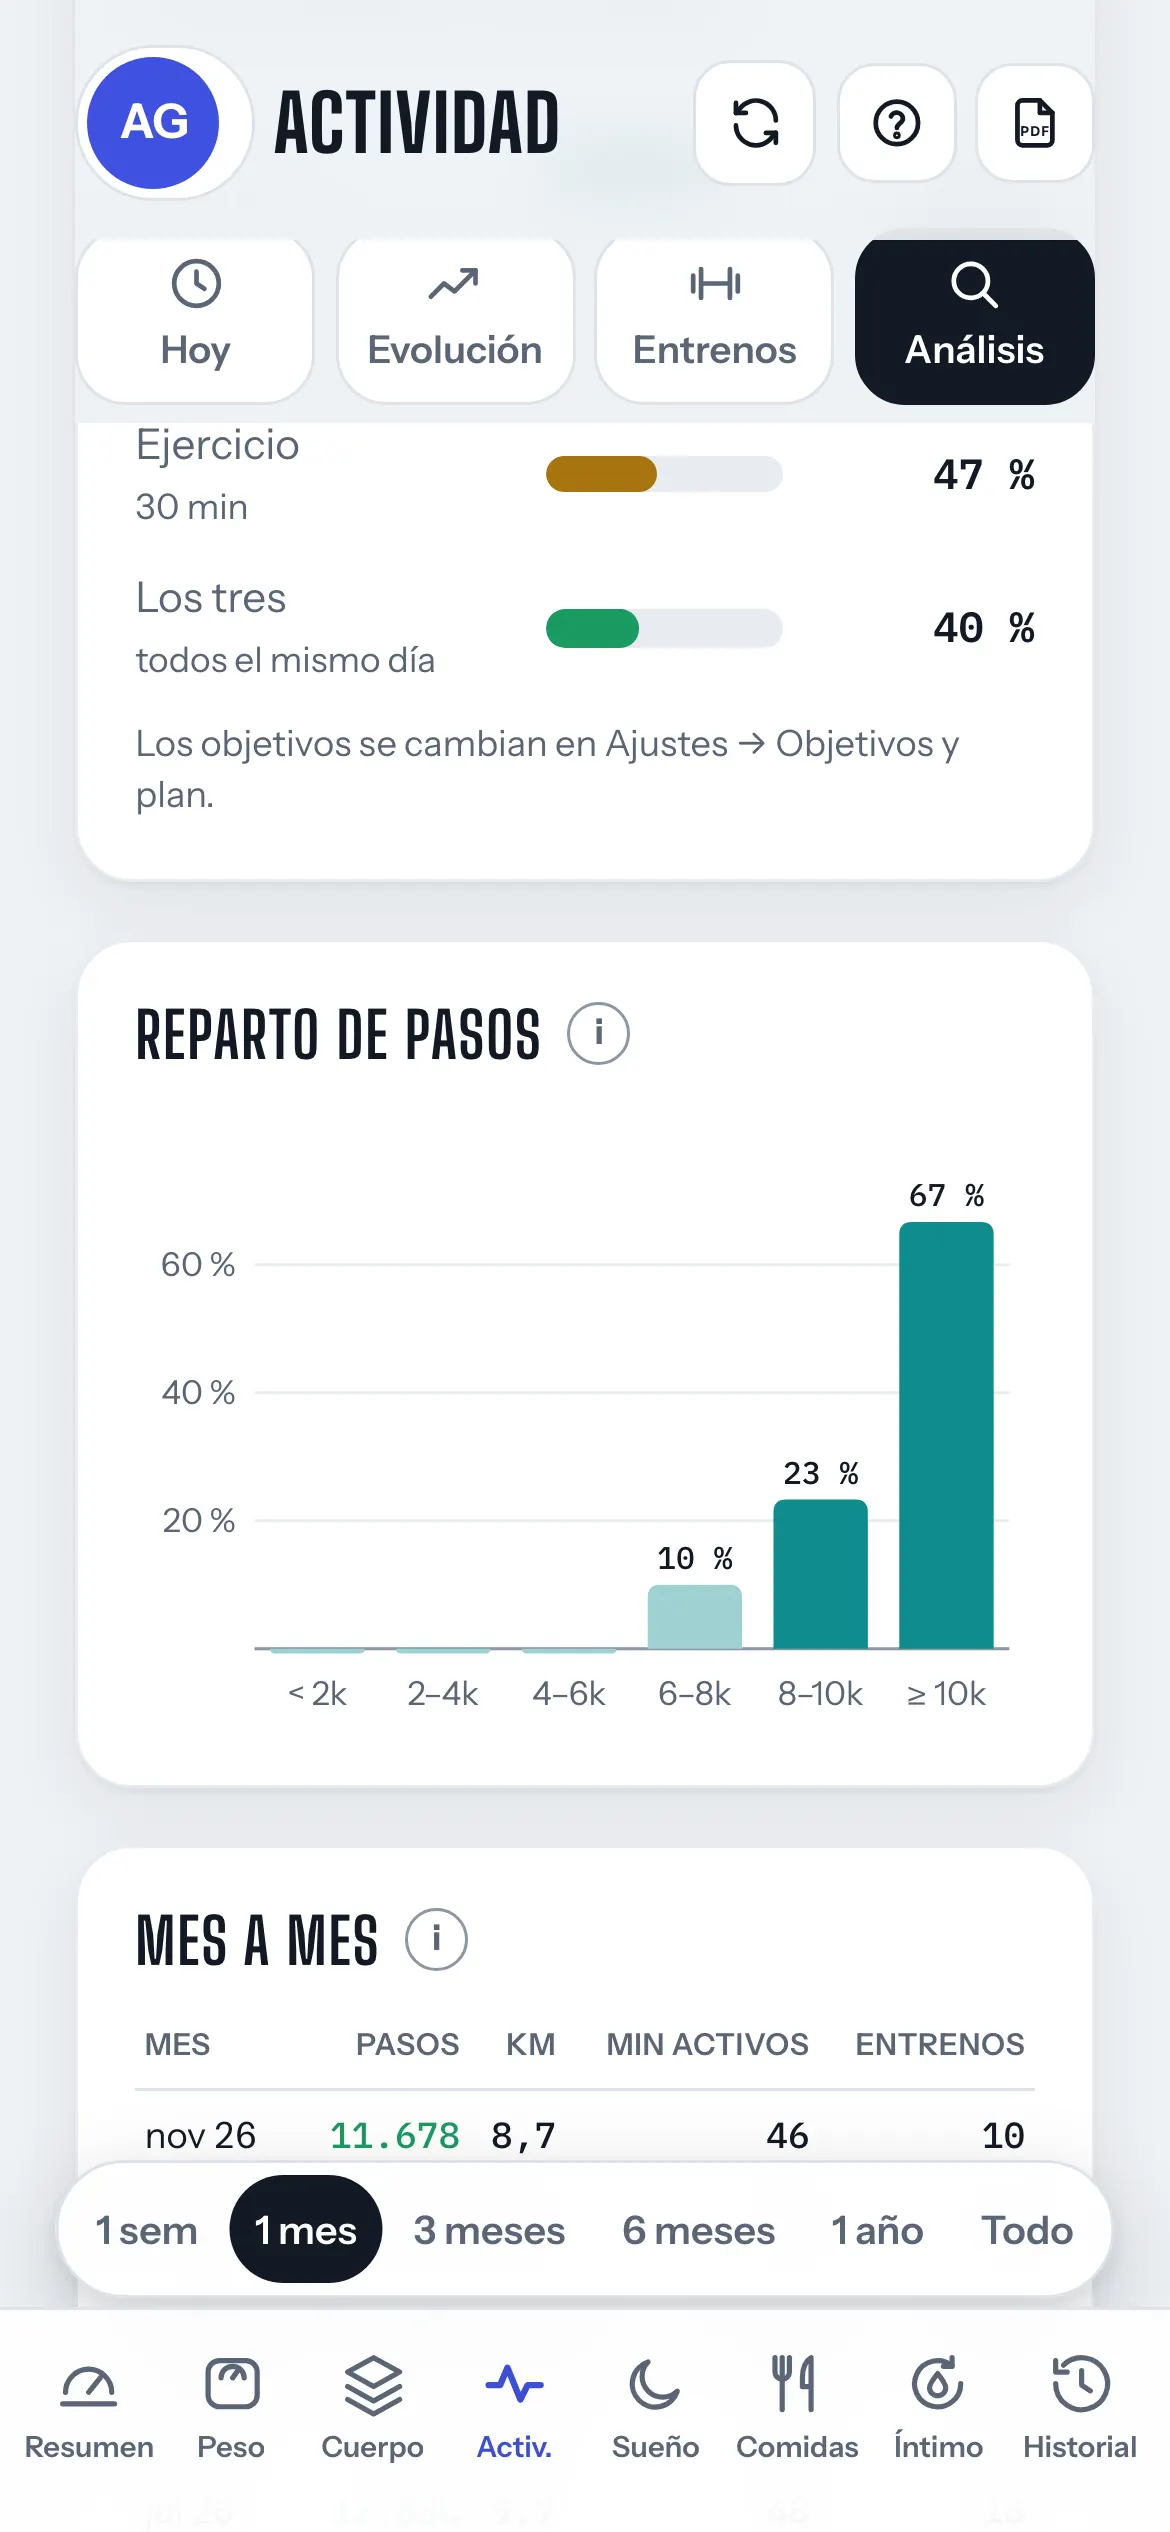 AG ACTIVIDAD PDF
Hoy Evolución Entrenos Análisis
Ejercicio
30 min
47 %
Los tres
todos el mismo día
40 %
Los objetivos se cambian en Ajustes → Objetivos y
plan.
REPARTO DE PASOS i
67 %
60 %
40 %
23 %
20 %
10 %
< 2k 2–4k 4–6k 6–8k 8–10k ≥ 10k
MES A MES i
MES PASOS KM MIN ACTIVOS ENTRENOS
nov 26 11.678 8,7 46 10
1 sem 1 mes 3 meses 6 meses 1 año Todo
Resumen Peso Cuerpo Activ. Sueño Comidas Íntimo Historial